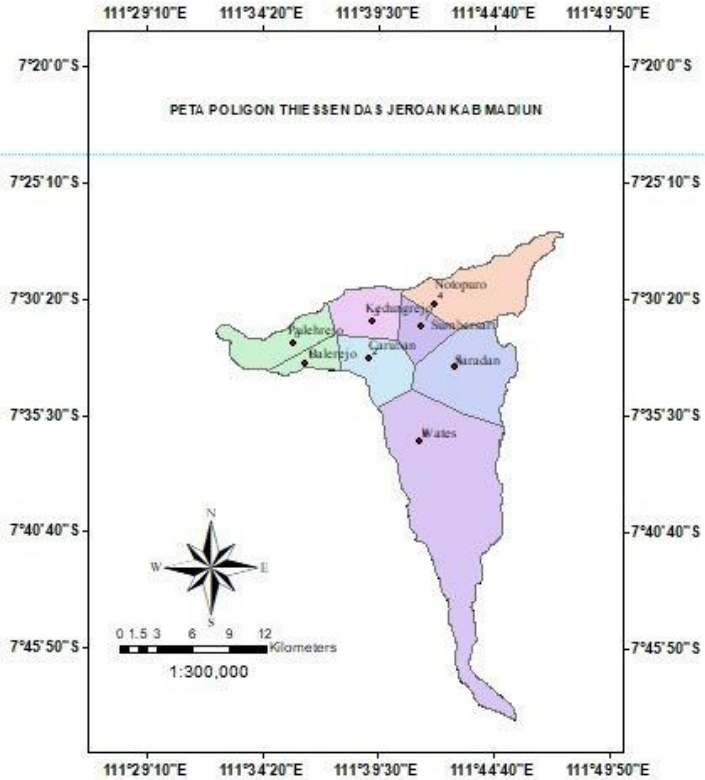 111°29'10"E 111°34'20"E 111°39'30"E 111°44'40"E 111°49'50"E
7°20'0"S 7°20'0"S
PETA POLIGON THIESSEN DAS JEROAN KAB MADIUN
7°25'10"S 7°25'10"S
Notopuro
4
7°30'20"S 7°30'20"S
Kedungrejo
Sumbersari
Palehrejo
Caruban
Balerejo
Saradan
7°35'30"S 7°35'30"S
Wates
7°40'40"S 7°40'40"S
N
W E
S
0 1.5 3 6 9 12
Kilometers
7°45'50"S 7°45'50"S
1:300,000
111°29'10"E 111°34'20"E 111°39'30"E 111°44'40"E 111°49'50"E